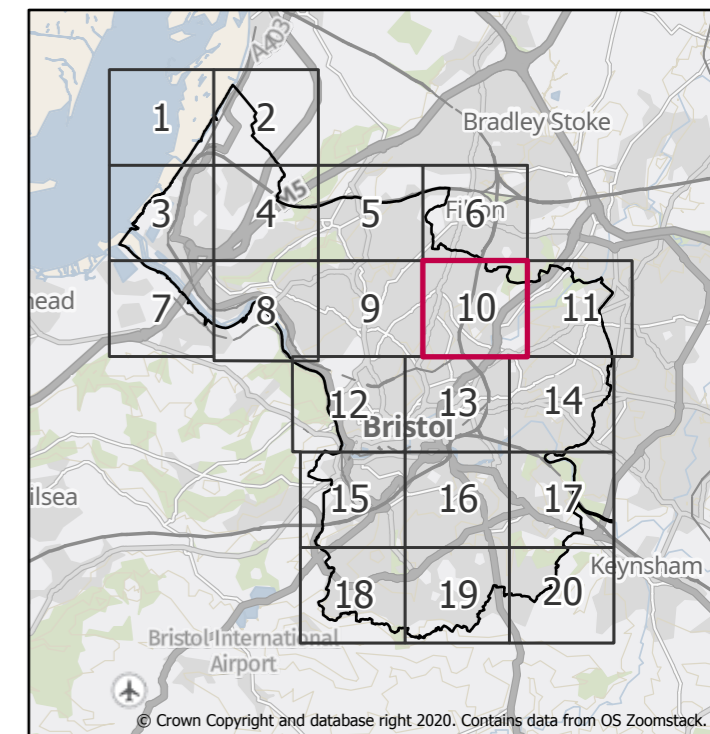 A403
1
2
Bradley Stoke
M5
3
4
5
Filton
6
head
7
8
9
10
11
12
13
14
Bristol
ilsea
15
16
17
Keynsham
18
19
20
Bristol International
Airport
© Crown Copyright and database right 2020. Contains data from OS Zoomstack.